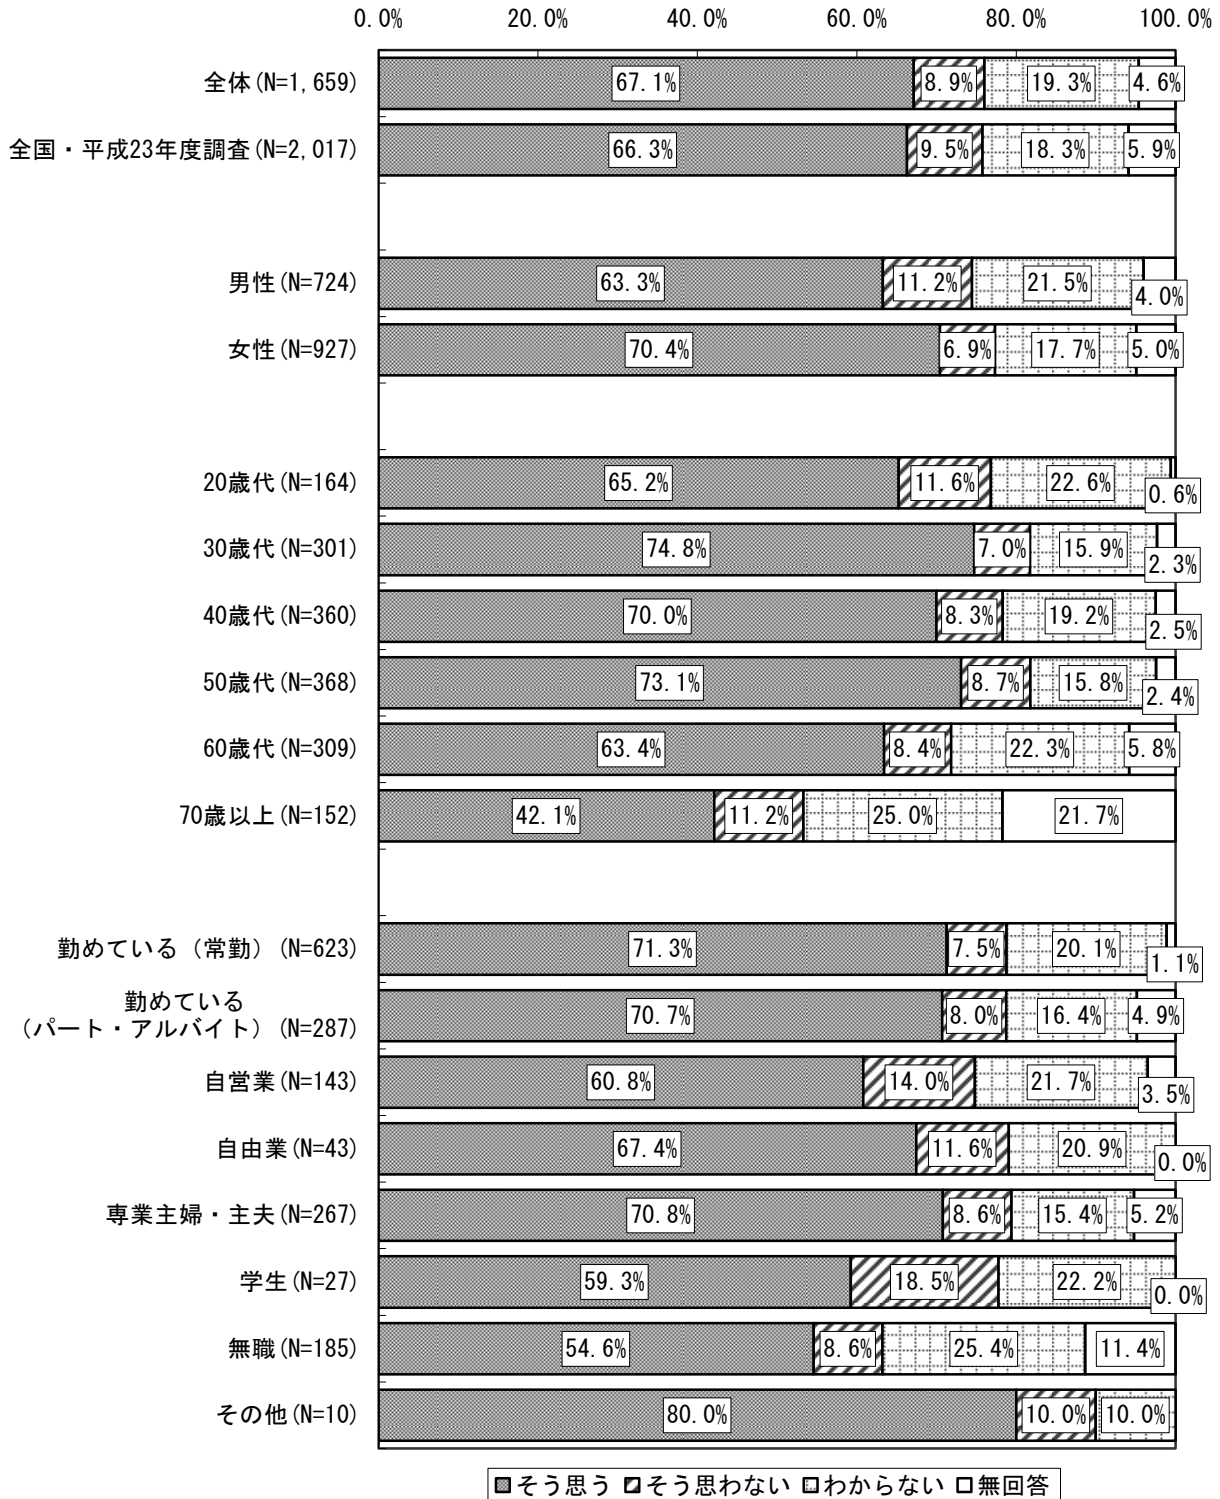 0.0% 20.0% 40.0% 60.0% 80.0% 100.0%
全体(N=1,659) 67.1% 8.9% 19.3% 4.6%
全国・平成23年度調査(N=2,017) 66.3% 9.5% 18.3% 5.9%
男性(N=724) 63.3% 11.2% 21.5% 4.0%
女性(N=927) 70.4% 6.9% 17.7% 5.0%
20歳代(N=164) 65.2% 11.6% 22.6% 0.6%
30歳代(N=301) 74.8% 7.0% 15.9% 2.3%
40歳代(N=360) 70.0% 8.3% 19.2% 2.5%
50歳代(N=368) 73.1% 8.7% 15.8% 2.4%
60歳代(N=309) 63.4% 8.4% 22.3% 5.8%
70歳以上(N=152) 42.1% 11.2% 25.0% 21.7%
勤めている（常勤）(N=623) 71.3% 7.5% 20.1% 1.1%
勤めている
（パート・アルバイト）(N=287) 70.7% 8.0% 16.4% 4.9%
自営業(N=143) 60.8% 14.0% 21.7% 3.5%
自由業(N=43) 67.4% 11.6% 20.9% 0.0%
専業主婦・主夫(N=267) 70.8% 8.6% 15.4% 5.2%
学生(N=27) 59.3% 18.5% 22.2% 0.0%
無職(N=185) 54.6% 8.6% 25.4% 11.4%
その他(N=10) 80.0% 10.0% 10.0%
そう思う そう思わない わからない 無回答